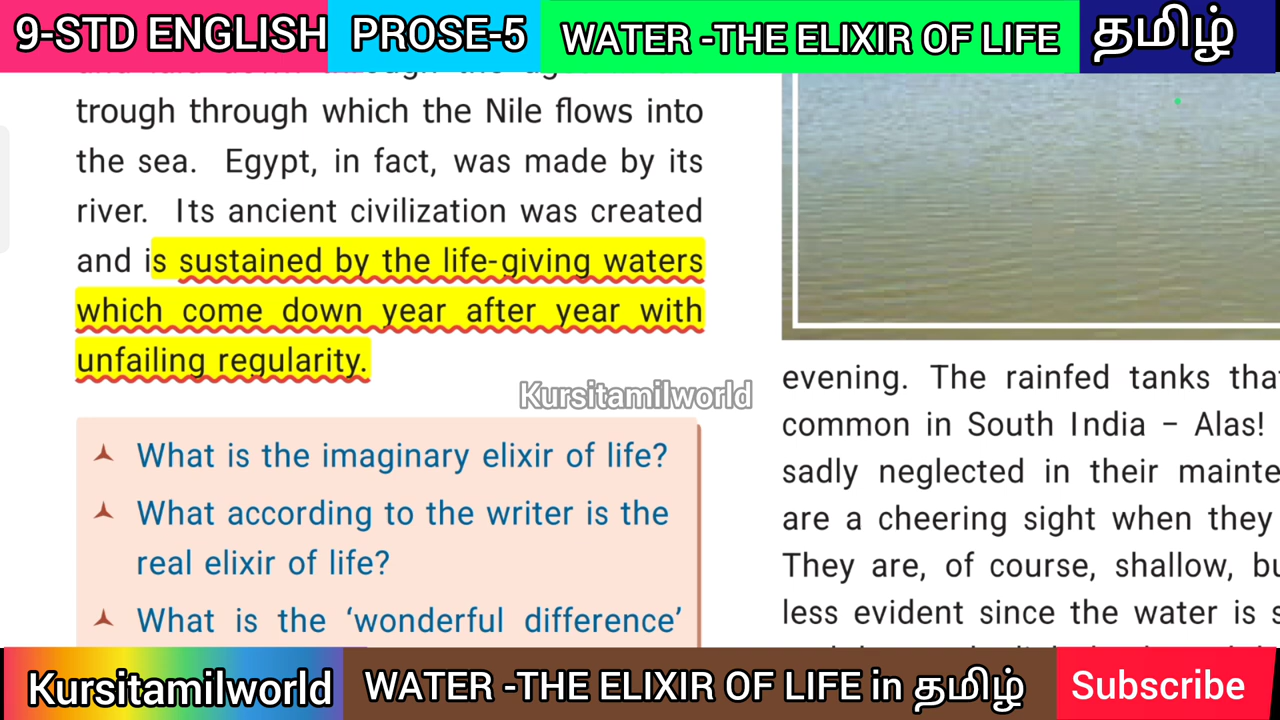 9-STD ENGLISH PROSE-5 WATER -THE ELIXIR OF LIFE தமிழ்
trough through which the Nile flows into
the sea. Egypt, in fact, was made by its
river. Its ancient civilization was created
and is sustained by the life-giving waters
which come down year after year with
unfailing regularity.
Kursitamilworld
What is the imaginary elixir of life?
What according to the writer is the
real elixir of life?
What is the ‘wonderful difference’
evening. The rainfed tanks
common in South India – Alas!
sadly neglected in their
are a cheering sight when they
They are, of course, shallow,
less evident since the water is
Kursitamilworld WATER -THE ELIXIR OF LIFE in தமிழ் Subscribe